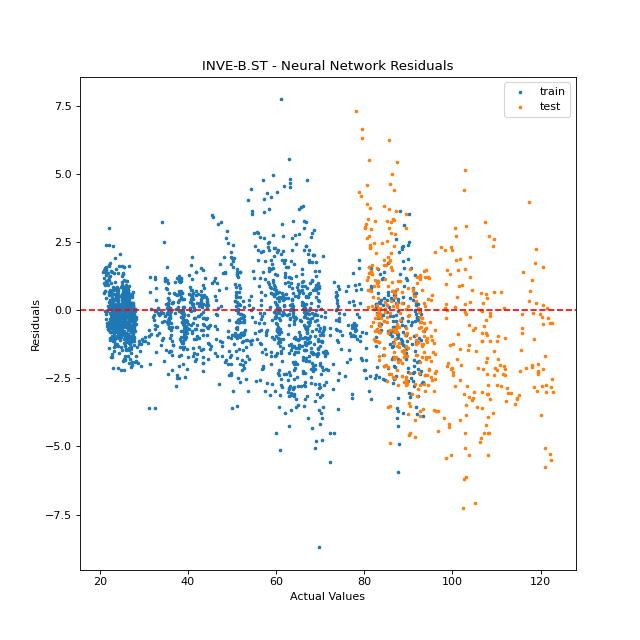 INVE-B.ST - Neural Network Residuals
train
test
7.5
5.0
2.5
0.0
−2.5
−5.0
−7.5
Residuals
20 40 60 80 100 120
Actual Values